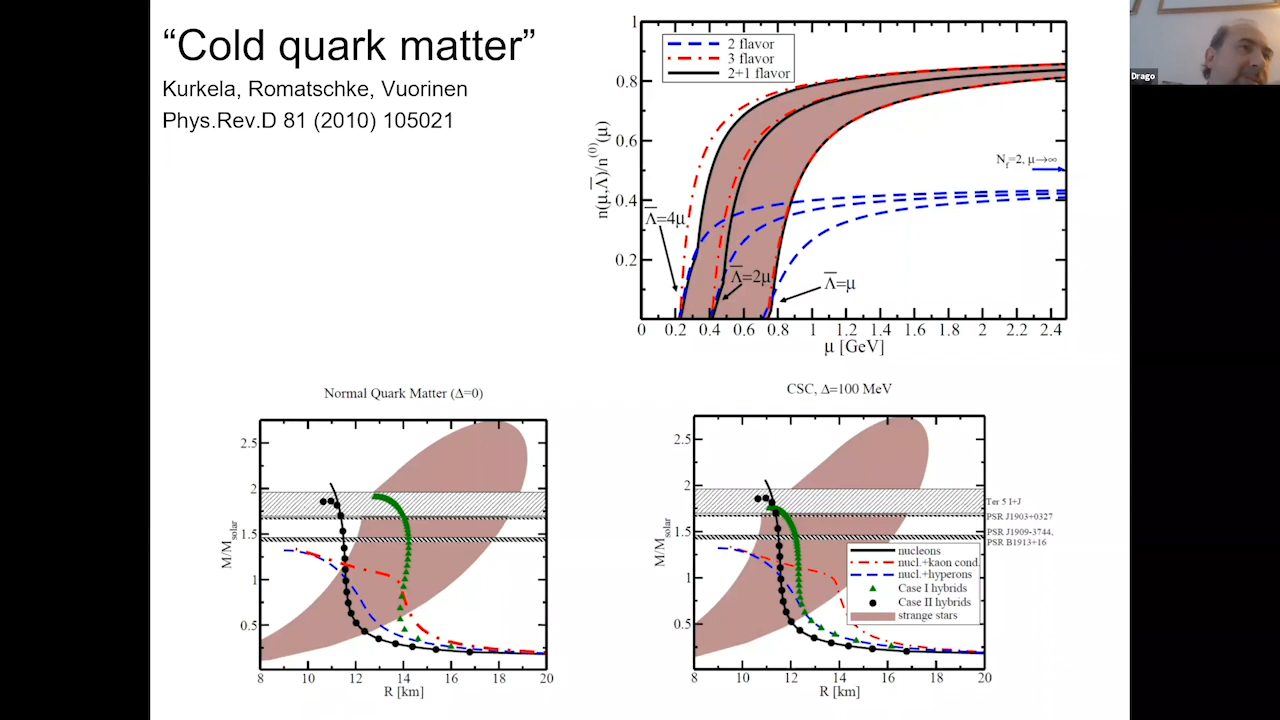 “Cold quark matter”
Kurkela, Romatschke, Vuorinen
Phys.Rev.D 81 (2010) 105021
Drago
1
0.8
0.6
0.4
0.2
n(μ,Λ̅)/n⁽⁰⁾(μ)
2 flavor
3 flavor
2+1 flavor
N_f=2, μ→∞
Λ̅=4μ
Λ̅=2μ
Λ̅=μ
0 0.2 0.4 0.6 0.8 1 1.2 1.4 1.6 1.8 2 2.2 2.4
μ [GeV]
Normal Quark Matter (Δ=0)
2.5
2
1.5
1
0.5
M/M_solar
8 10 12 14 16 18 20
R [km]
CSC, Δ=100 MeV
2.5
2
1.5
1
0.5
M/M_solar
Ter 5 I+J
PSR J1903+0327
PSR J1909-3744,
PSR B1913+16
nucleons
nucl.+kaon cond.
nucl.+hyperons
Case I hybrids
Case II hybrids
strange stars
8 10 12 14 16 18 20
R [km]